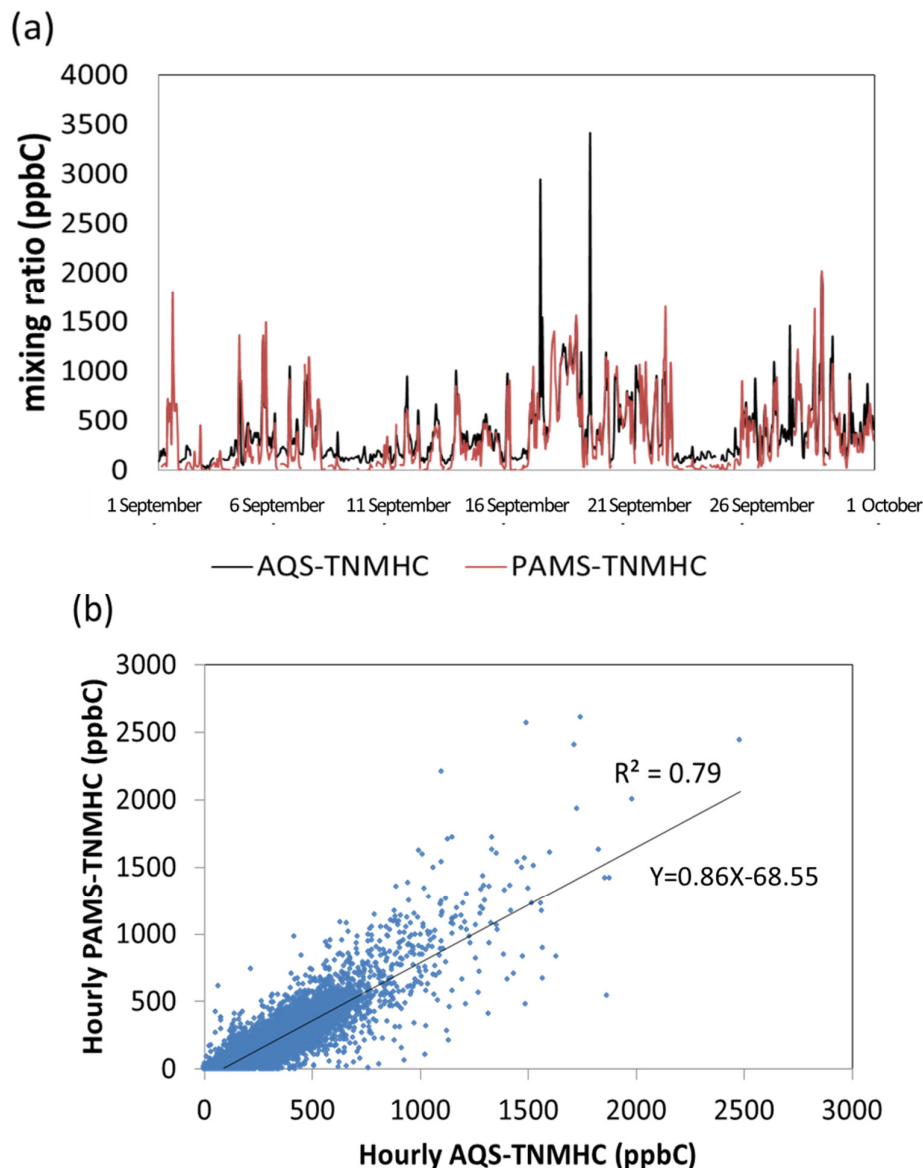 (a)
mixing ratio (ppbC)
4000
3500
3000
2500
2000
1500
1000
500
0
1 September 6 September 11 September 16 September 21 September 26 September 1 October
AQS-TNMHC PAMS-TNMHC
(b)
Hourly PAMS-TNMHC (ppbC)
3000
2500
2000
1500
1000
500
0
R² = 0.79
Y=0.86X-68.55
0 500 1000 1500 2000 2500 3000
Hourly AQS-TNMHC (ppbC)